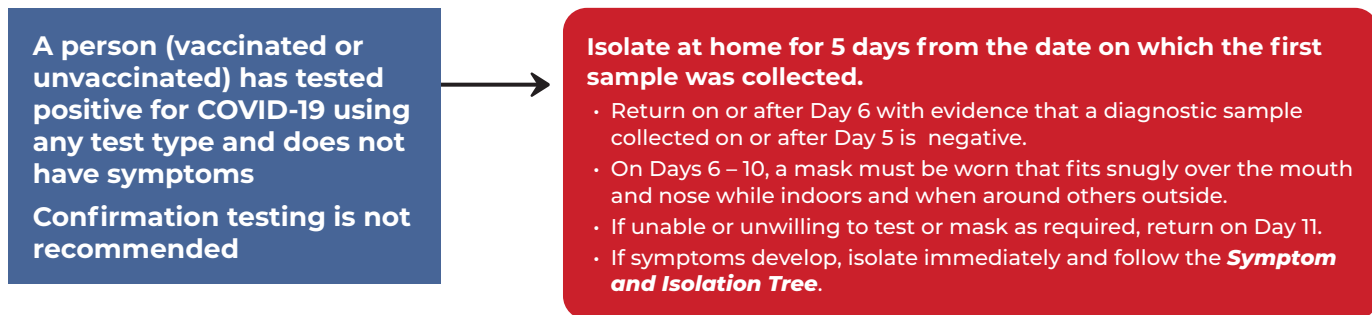 A person (vaccinated or
unvaccinated) has tested
positive for COVID-19 using
any test type and does not
have symptoms
Confirmation testing is not
recommended
Isolate at home for 5 days from the date on which the first
sample was collected.
• Return on or after Day 6 with evidence that a diagnostic sample
collected on or after Day 5 is negative.
• On Days 6 – 10, a mask must be worn that fits snugly over the mouth
and nose while indoors and when around others outside.
• If unable or unwilling to test or mask as required, return on Day 11.
• If symptoms develop, isolate immediately and follow the Symptom
and Isolation Tree.